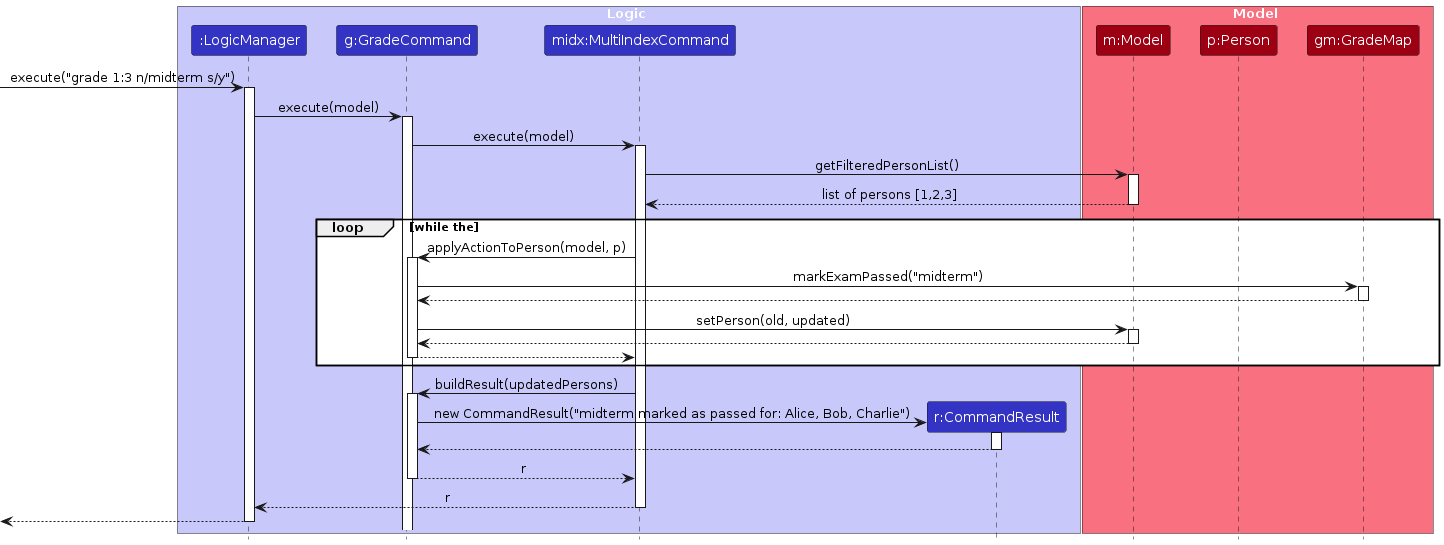 Logic
Model
:LogicManager
g:GradeCommand
midx:MultiIndexCommand
m:Model
p:Person
gm:GradeMap
execute("grade 1:3 n/midterm s/y")
execute(model)
execute(model)
getFilteredPersonList()
list of persons [1,2,3]
loop
[while the]
applyActionToPerson(model, p)
markExamPassed("midterm")
setPerson(old, updated)
buildResult(updatedPersons)
new CommandResult("midterm marked as passed for: Alice, Bob, Charlie")
r:CommandResult
r
r